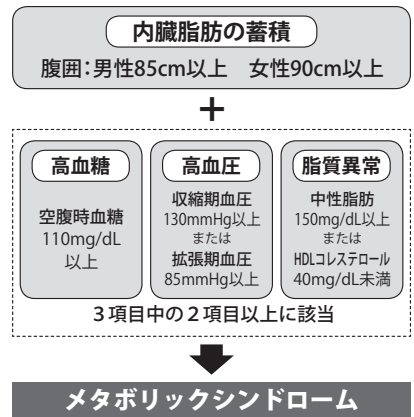 内臓脂肪の蓄積
腹囲：男性85cm以上　女性90cm以上
＋
高血糖
空腹時血糖
110mg/dL
以上
高血圧
収縮期血圧
130mmHg以上
または
拡張期血圧
85mmHg以上
脂質異常
中性脂肪
150mg/dL以上
または
HDLコレステロール
40mg/dL未満
３項目中の２項目以上に該当
メタボリックシンドローム